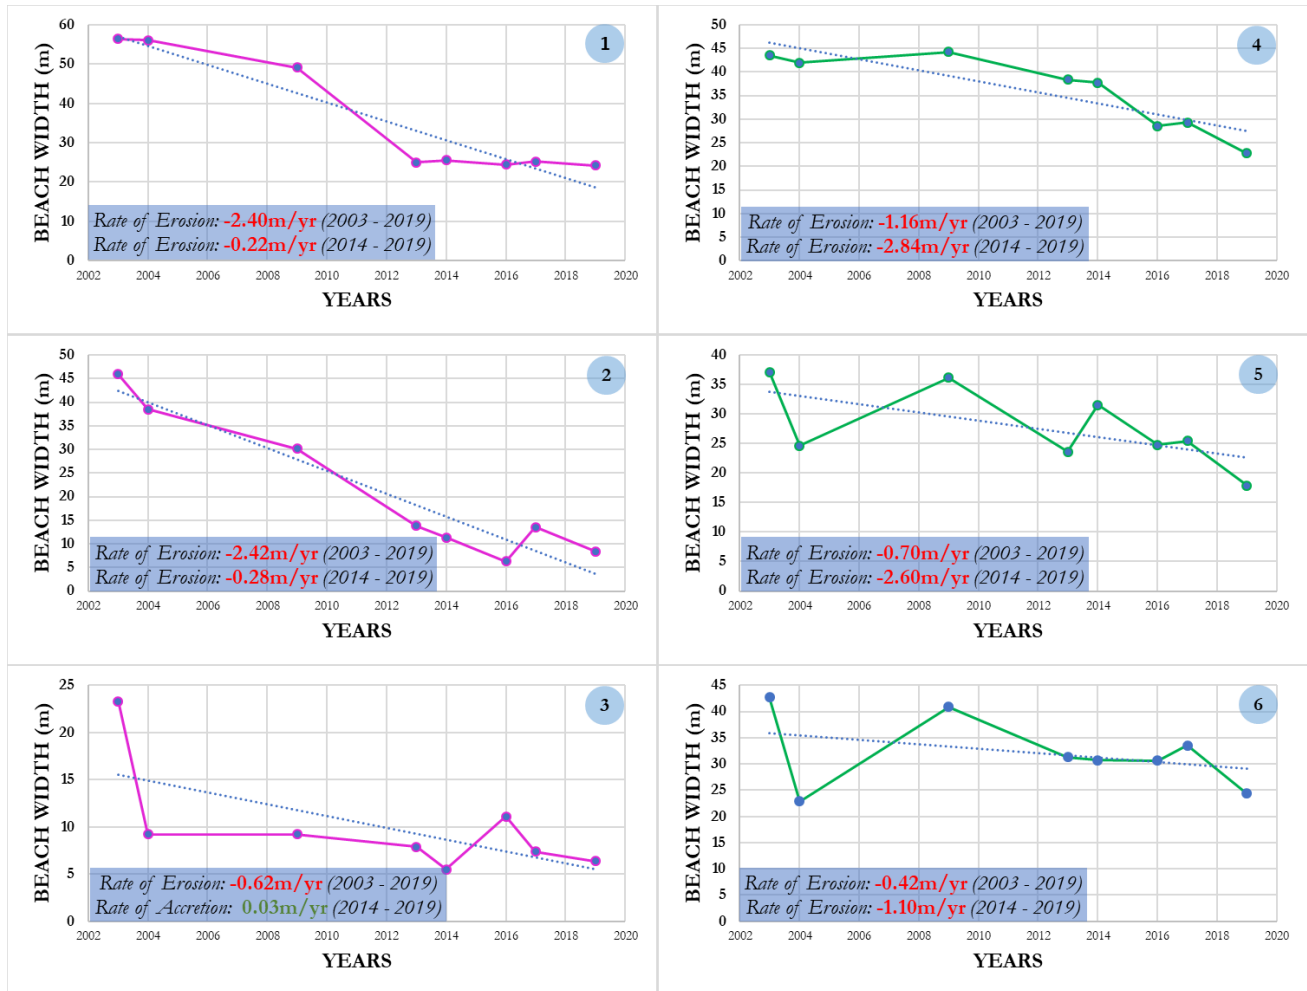 1
BEACH WIDTH (m)
60
50
40
30
20
10
0
Rate of Erosion: -2.40m/yr (2003 - 2019)
Rate of Erosion: -0.22m/yr (2014 - 2019)
2002 2004 2006 2008 2010 2012 2014 2016 2018 2020
YEARS
4
BEACH WIDTH (m)
50
45
40
35
30
25
20
15
10
5
0
Rate of Erosion: -1.16m/yr (2003 - 2019)
Rate of Erosion: -2.84m/yr (2014 - 2019)
2002 2004 2006 2008 2010 2012 2014 2016 2018 2020
YEARS
2
BEACH WIDTH (m)
50
45
40
35
30
25
20
15
10
5
0
Rate of Erosion: -2.42m/yr (2003 - 2019)
Rate of Erosion: -0.28m/yr (2014 - 2019)
2002 2004 2006 2008 2010 2012 2014 2016 2018 2020
YEARS
5
BEACH WIDTH (m)
40
35
30
25
20
15
10
5
0
Rate of Erosion: -0.70m/yr (2003 - 2019)
Rate of Erosion: -2.60m/yr (2014 - 2019)
2002 2004 2006 2008 2010 2012 2014 2016 2018 2020
YEARS
3
BEACH WIDTH (m)
25
20
15
10
5
0
Rate of Erosion: -0.62m/yr (2003 - 2019)
Rate of Accretion: 0.03m/yr (2014 - 2019)
2002 2004 2006 2008 2010 2012 2014 2016 2018 2020
YEARS
6
BEACH WIDTH (m)
45
40
35
30
25
20
15
10
5
0
Rate of Erosion: -0.42m/yr (2003 - 2019)
Rate of Erosion: -1.10m/yr (2014 - 2019)
2002 2004 2006 2008 2010 2012 2014 2016 2018 2020
YEARS